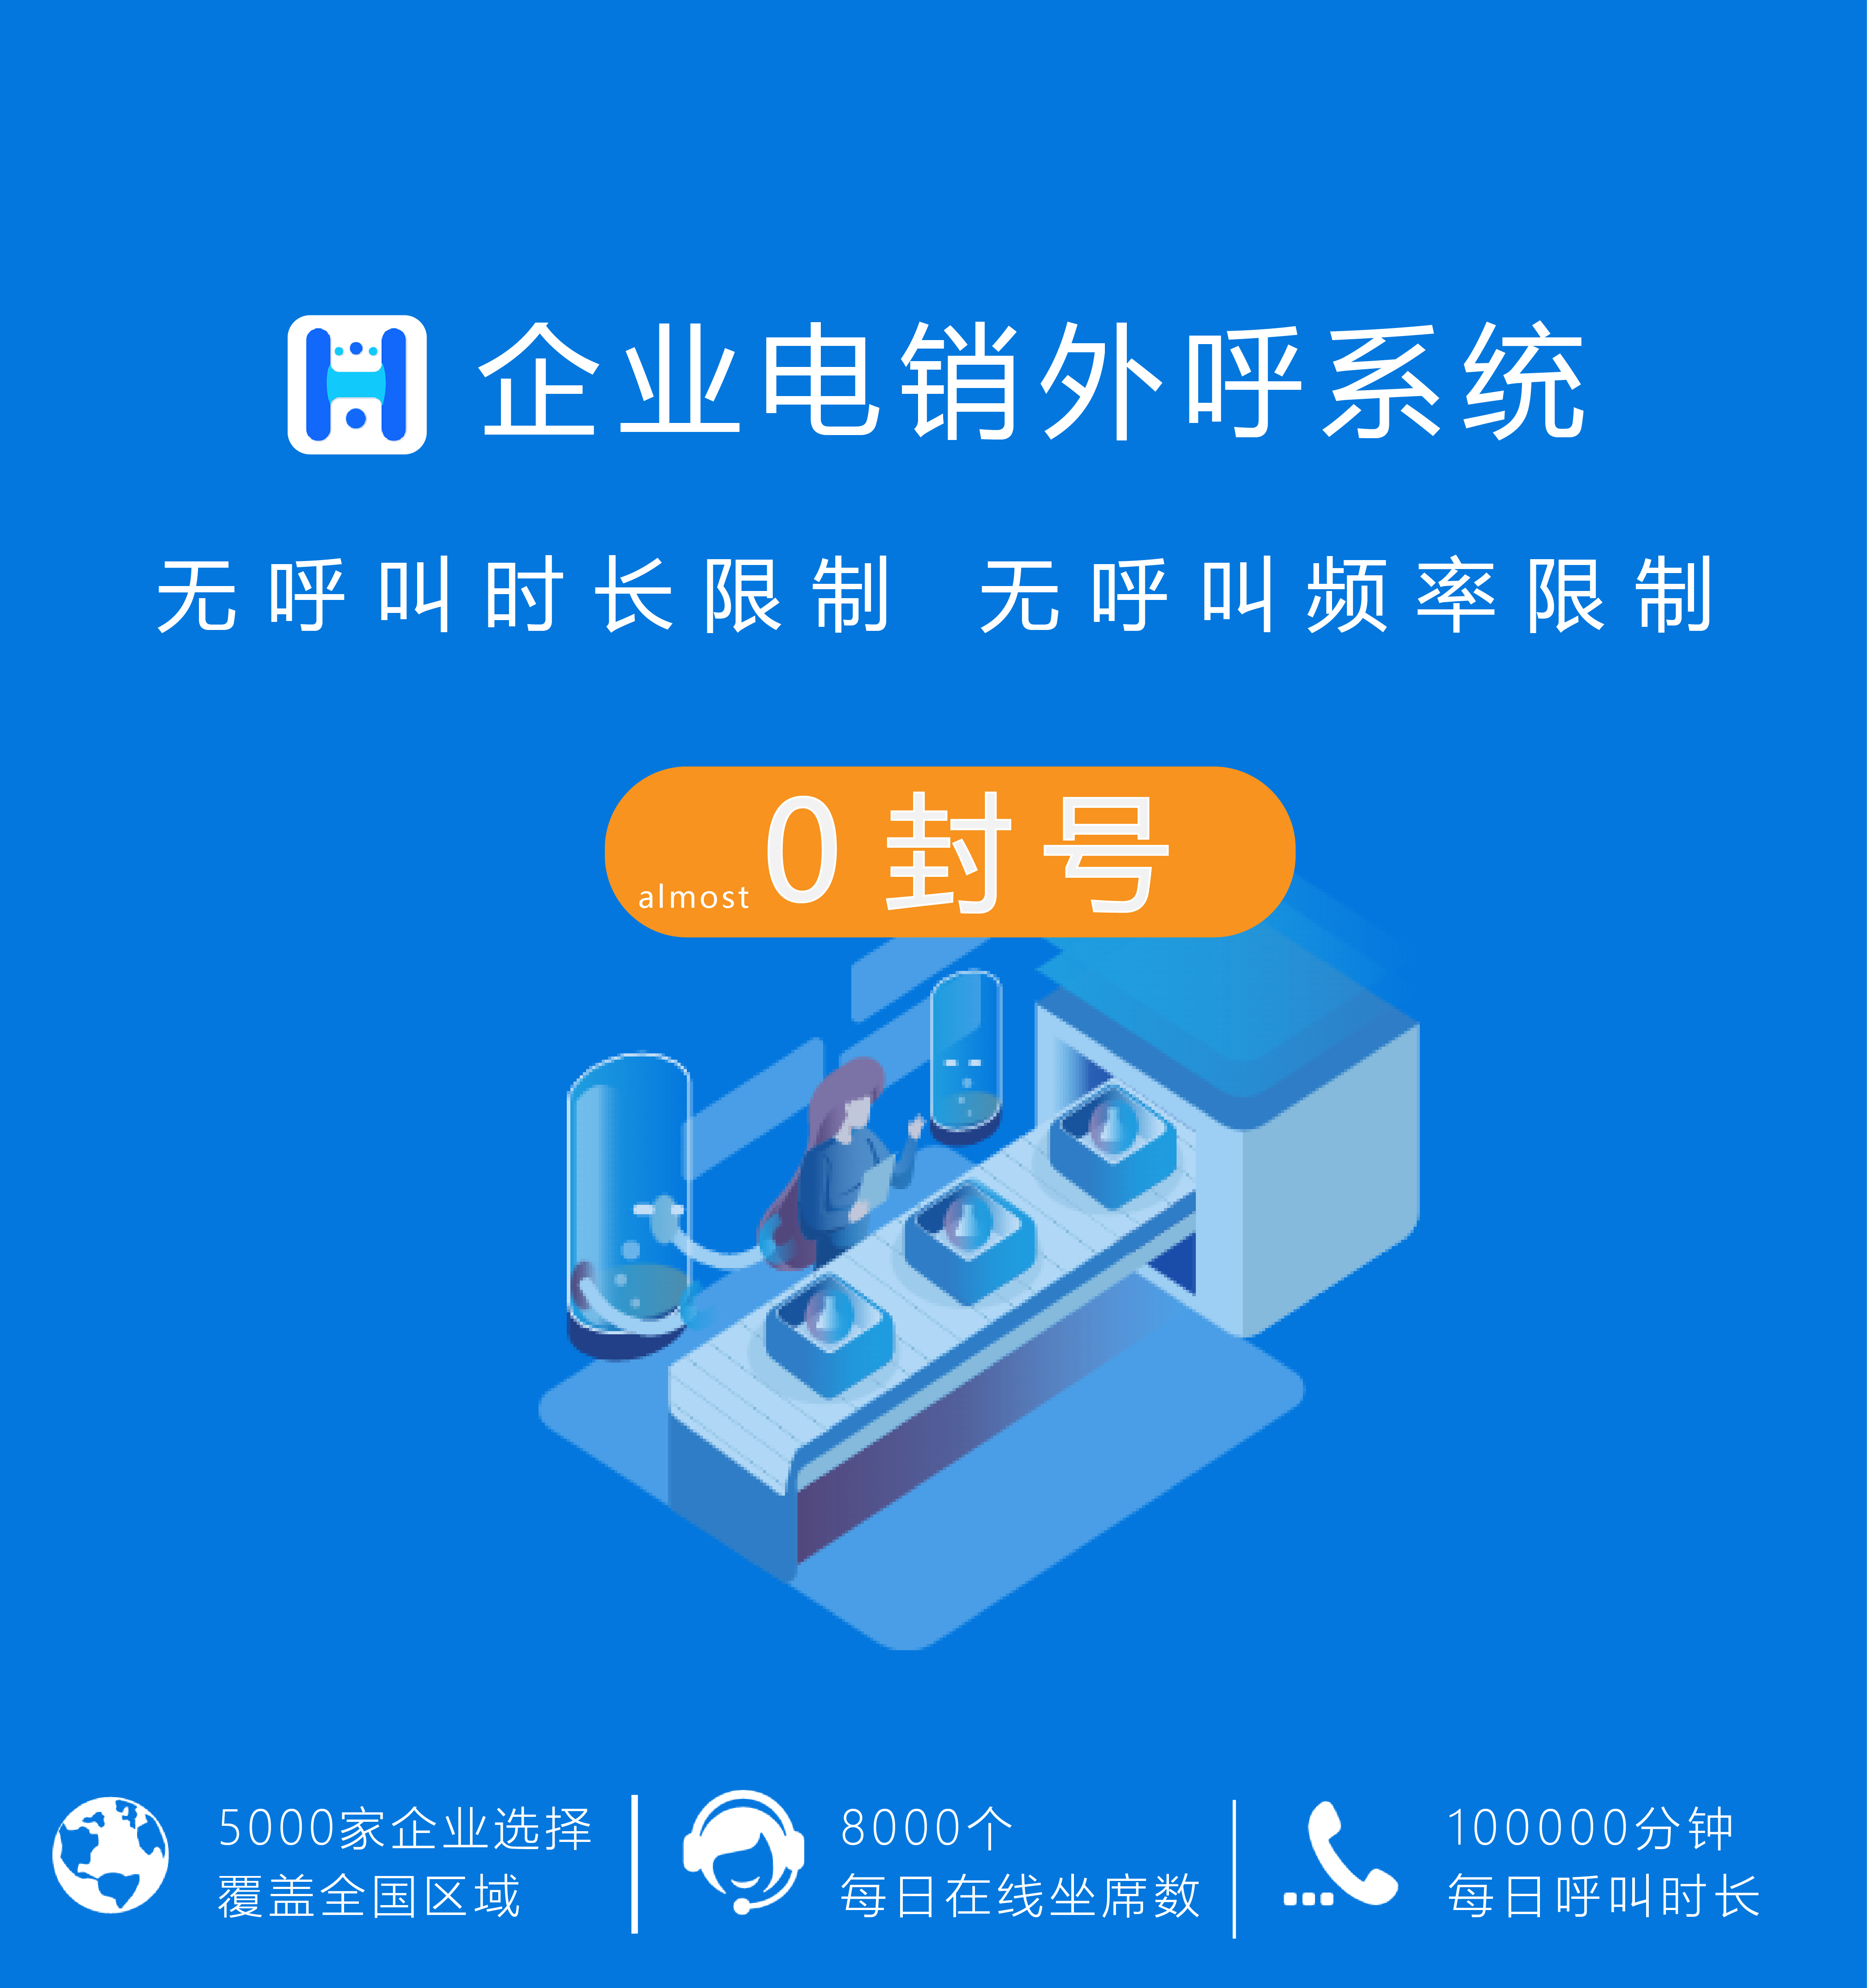 企业电销外呼系统
无呼叫时长限制 无呼叫频率限制
almost 0封号
5000家企业选择
覆盖全国区域
8000个
每日在线坐席数
100000分钟
每日呼叫时长